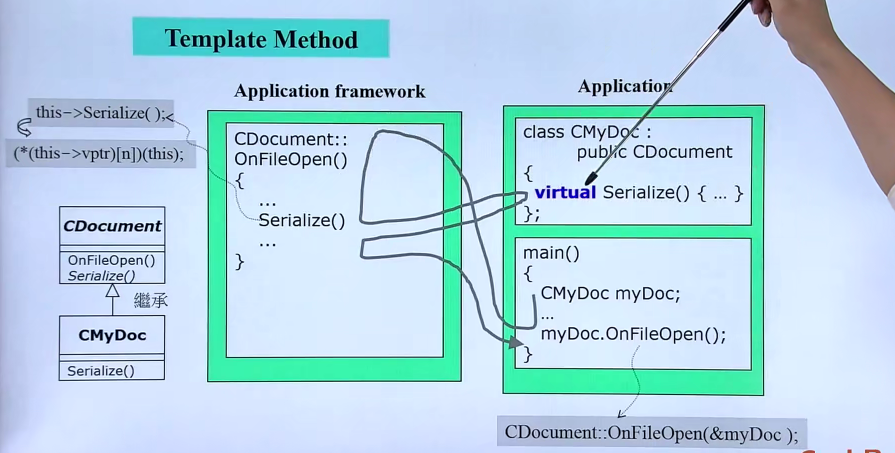 Template Method
Application framework
Application
this->Serialize( );
(*(this->vptr)[n])(this);
CDocument::
OnFileOpen()
{
...
Serialize()
...
}
class CMyDoc :
public CDocument
{
virtual Serialize() { ... }
};
main()
{
CMyDoc myDoc;
...
myDoc.OnFileOpen();
}
CDocument::OnFileOpen(&myDoc );
CDocument
OnFileOpen()
Serialize()
繼承
CMyDoc
Serialize()